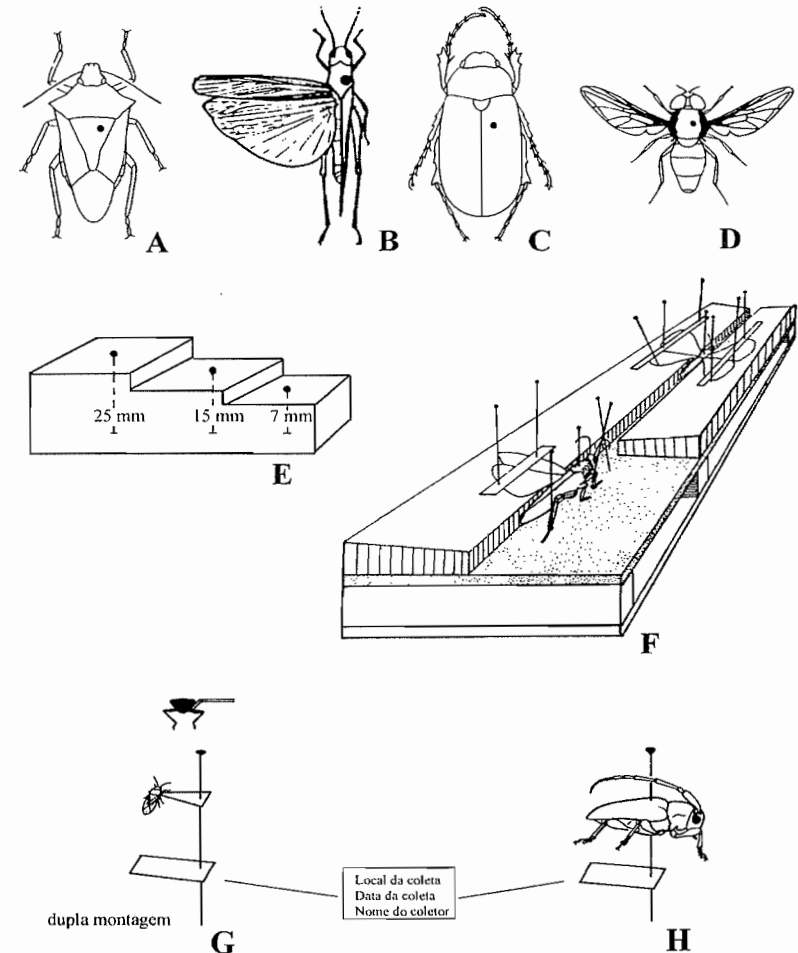 A
B
C
D
25 mm
15 mm
7 mm
E
F
Local da coleta
Data da coleta
Nome do coletor
dupla montagem
G
H